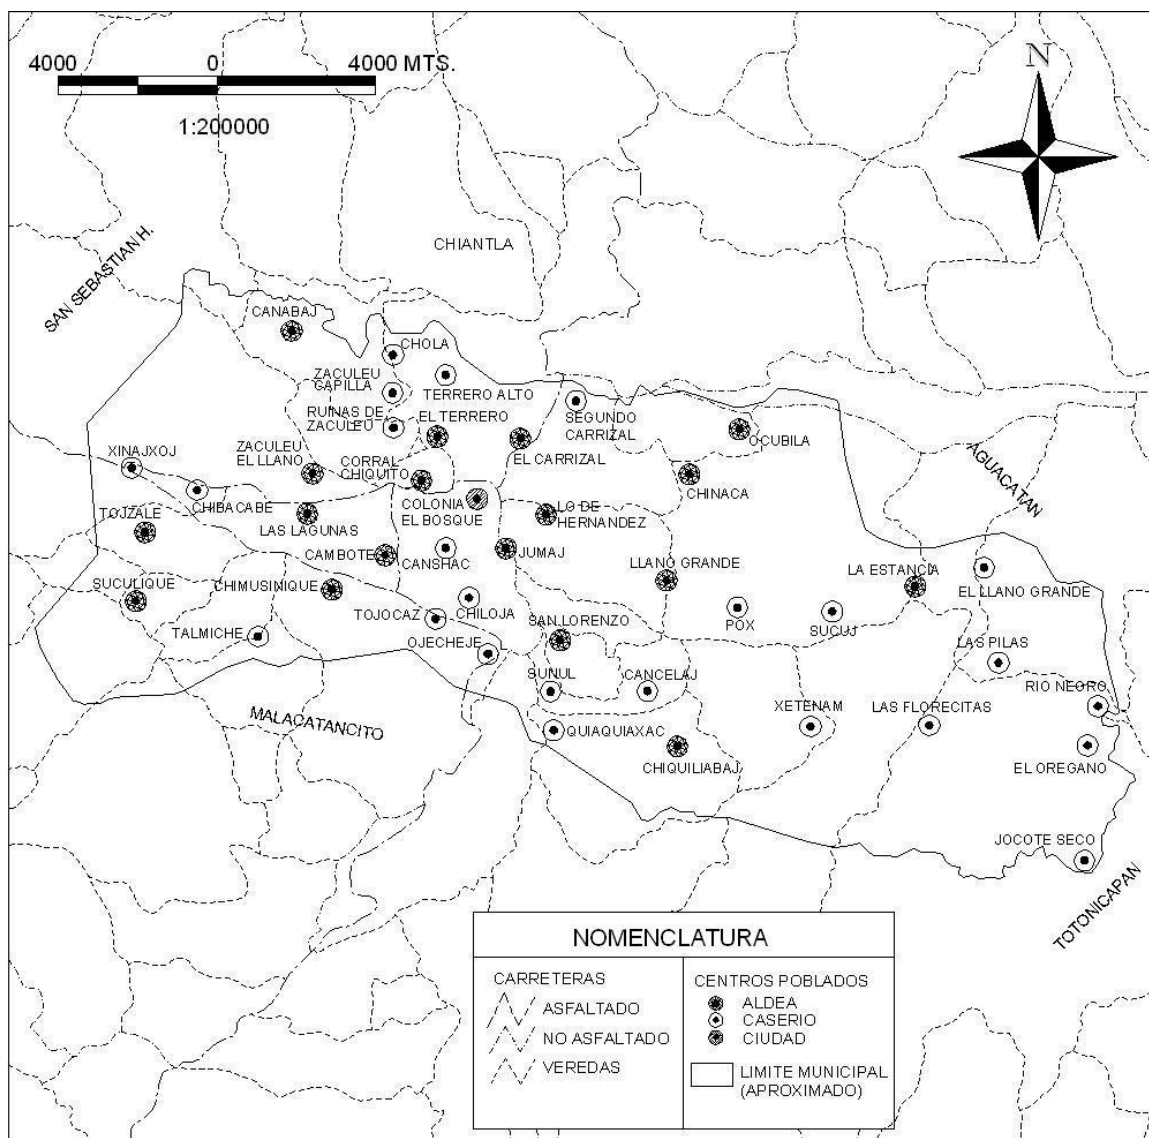 4000 0 4000 MTS.
1:200000
N
SAN SEBASTIAN H.
CHIANTLA
CANABAJ
CHOLA
ZACULEU
CAPILLA
TERRERO ALTO
RUINAS DE
ZACULEU
EL TERRERO
SEGUNDO
CARRIZAL
OCUBILA
XINAJXOJ
ZACULEU
EL LLANO
CORRAL
CHIQUITO
EL CARRIZAL
CHINACA
AGUACATAN
CHIBACABE
TOJZALE
LAS LAGUNAS
COLONIA
EL BOSQUE
LO DE
HERNANDEZ
CAMBOTE
CANSHAC
JUMAJ
LLANO GRANDE
LA ESTANCIA
EL LLANO GRANDE
SUCULIQUE
CHIMUSINIQUE
TOJOCAZ
CHILOJA
SAN LORENZO
POX
SUCUJ
TALMICHE
OJECHEJE
LAS PILAS
SUNUL
CANCELAJ
RIO NEGRO
MALACATANCITO
QUIAQUIAXAC
XETENAM
LAS FLORECITAS
CHIQUILIABAJ
EL OREGANO
JOCOTE SECO
TOTONICAPAN
NOMENCLATURA
CARRETERAS
ASFALTADO
NO ASFALTADO
VEREDAS
CENTROS POBLADOS
ALDEA
CASERIO
CIUDAD
LIMITE MUNICIPAL
(APROXIMADO)